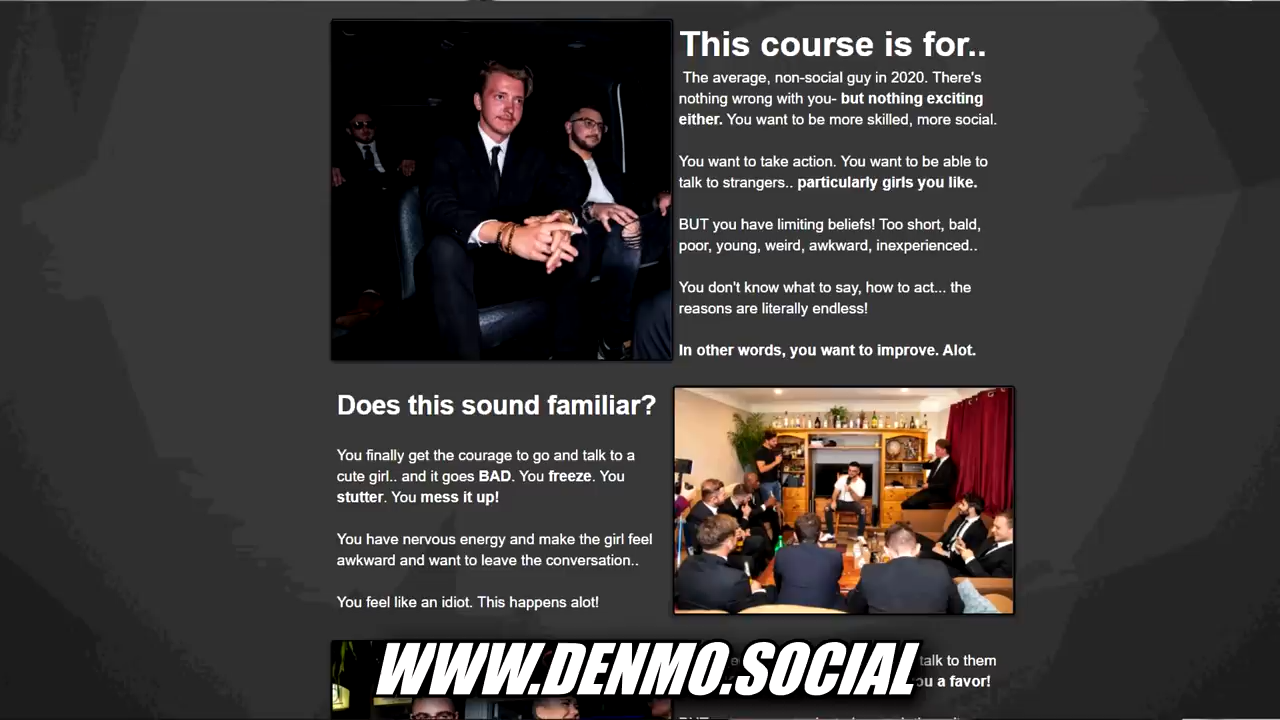 This course is for..
The average, non-social guy in 2020. There's
nothing wrong with you- but nothing exciting
either. You want to be more skilled, more social.
You want to take action. You want to be able to
talk to strangers.. particularly girls you like.
BUT you have limiting beliefs! Too short, bald,
poor, young, weird, awkward, inexperienced..
You don't know what to say, how to act... the
reasons are literally endless!
In other words, you want to improve. Alot.
Does this sound familiar?
You finally get the courage to go and talk to a
cute girl.. and it goes BAD. You freeze. You
stutter. You mess it up!
You have nervous energy and make the girl feel
awkward and want to leave the conversation..
You feel like an idiot. This happens alot!
talk to them
a favor!
WWW.DENMO.SOCIAL